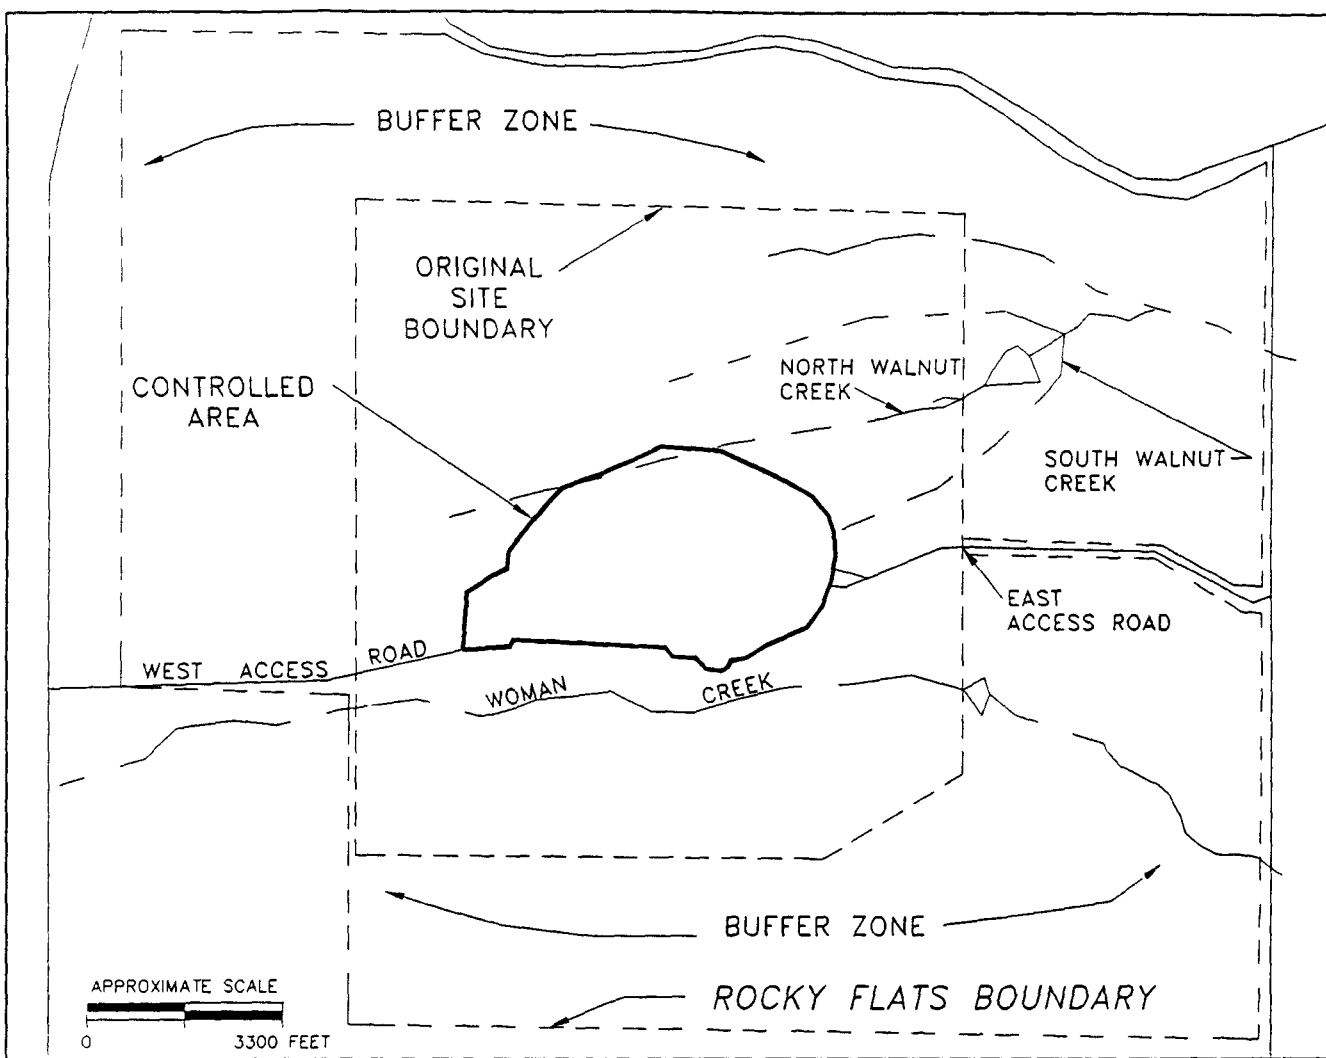 BUFFER ZONE
ORIGINAL
SITE
BOUNDARY
CONTROLLED
AREA
NORTH WALNUT
CREEK
SOUTH WALNUT
CREEK
EAST
ACCESS ROAD
WEST ACCESS ROAD
WOMAN CREEK
BUFFER ZONE
ROCKY FLATS BOUNDARY
APPROXIMATE SCALE
0 3300 FEET